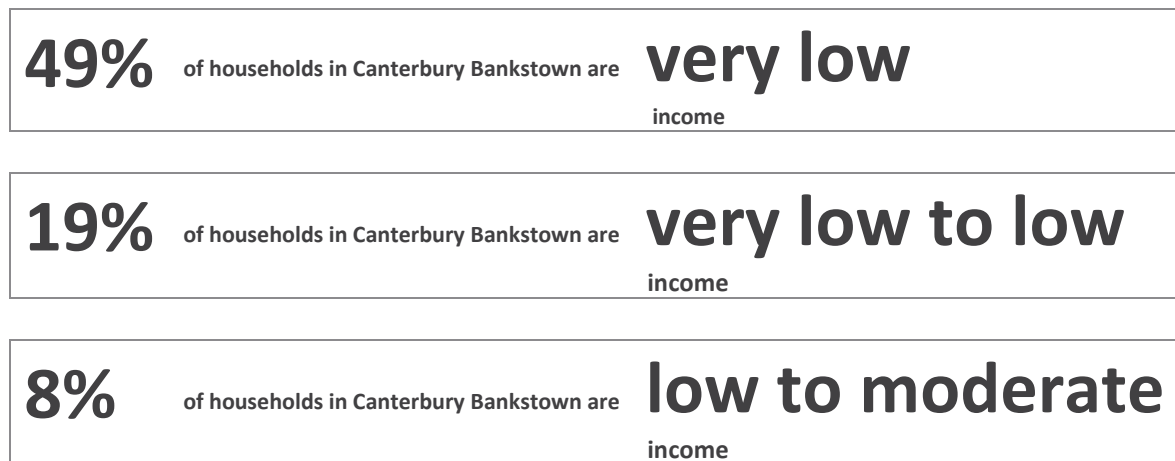 49% of households in Canterbury Bankstown are very low
income
19% of households in Canterbury Bankstown are very low to low
income
8% of households in Canterbury Bankstown are low to moderate
income